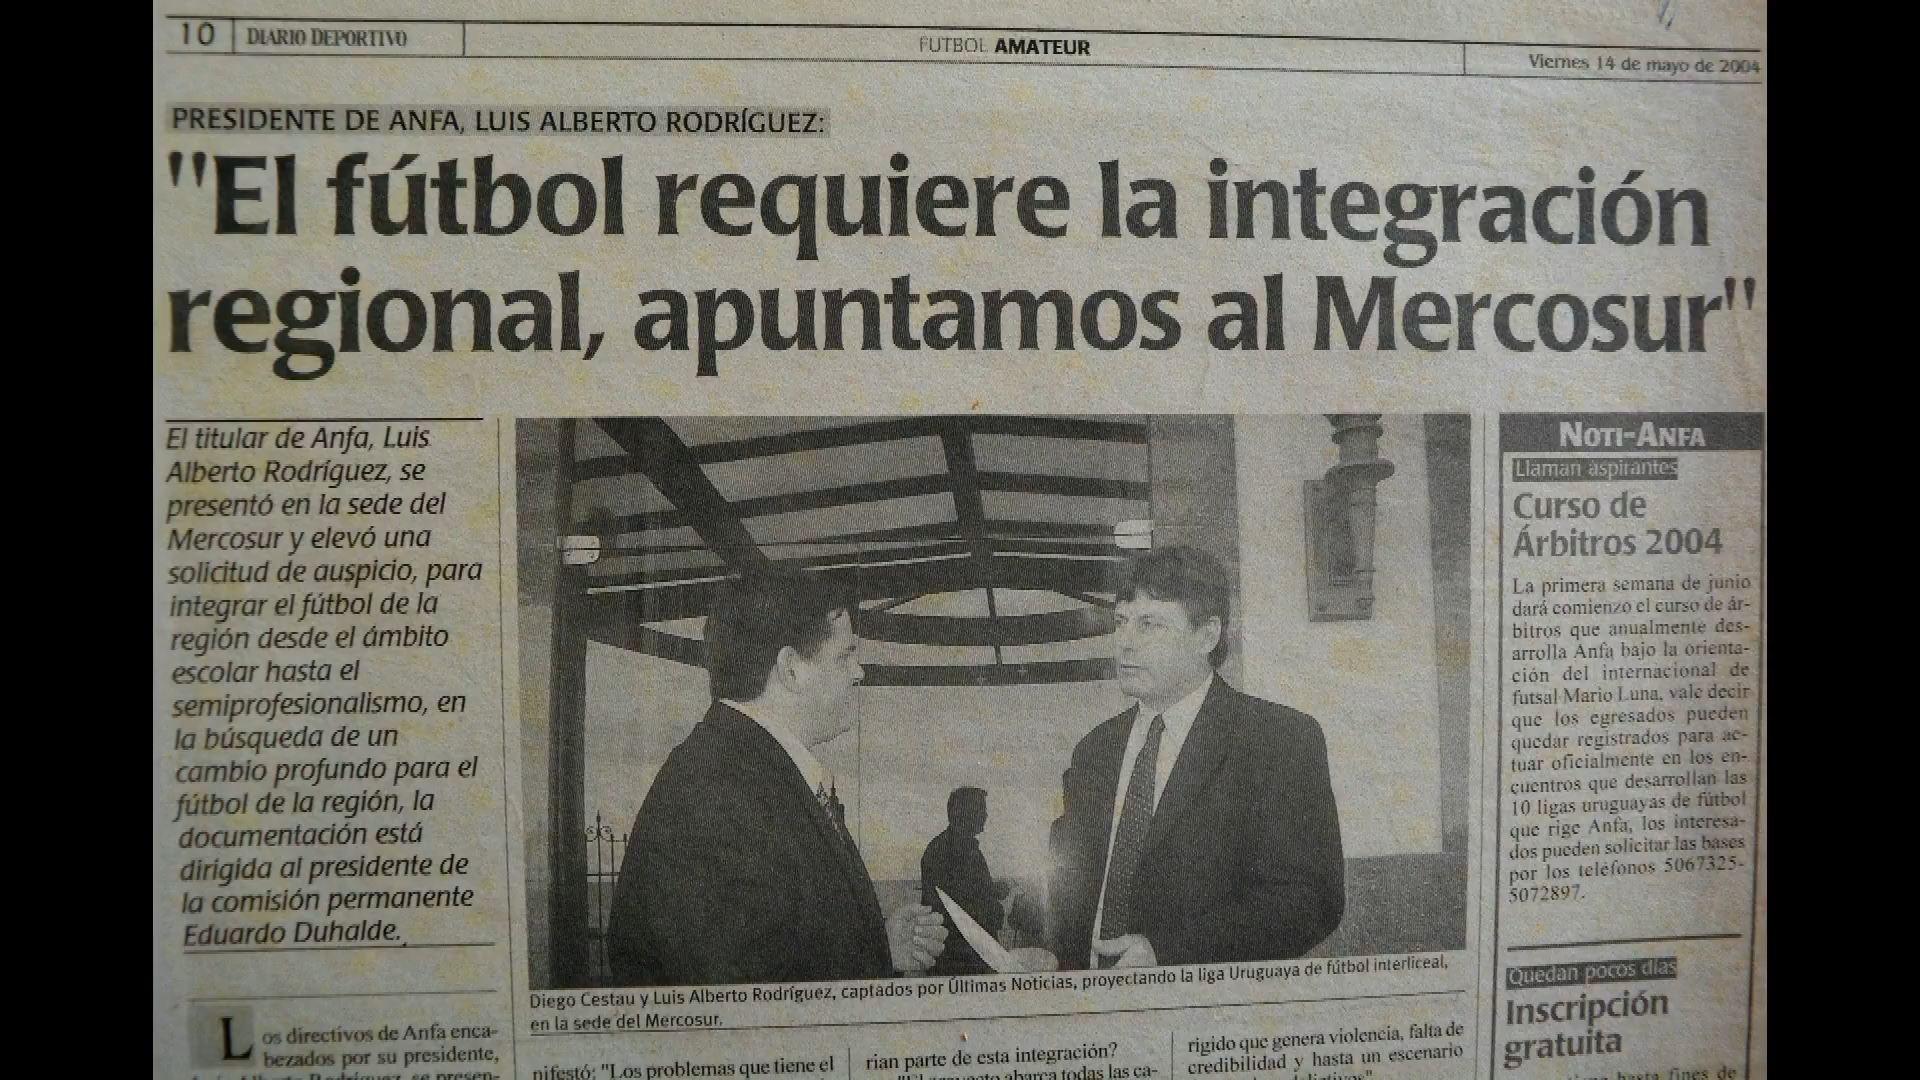 10 DIARIO DEPORTIVO
FUTBOL AMATEUR
Viernes 14 de mayo de 2004
PRESIDENTE DE ANFA, LUIS ALBERTO RODRÍGUEZ:
"El fútbol requiere la integración
regional, apuntamos al Mercosur"
El titular de Anfa, Luis
Alberto Rodríguez, se
presentó en la sede del
Mercosur y elevó una
solicitud de auspicio, para
integrar el fútbol de la
región desde el ámbito
escolar hasta el
semiprofesionalismo, en
la búsqueda de un
cambio profundo para el
fútbol de la región, la
documentación está
dirigida al presidente de
la comisión permanente
Eduardo Duhalde.
Los directivos de Anfa enca-
bezados por su presidente,
Diego Cestau y Luis Alberto Rodríguez, captados por Últimas Noticias, proyectando la liga Uruguaya de fútbol interliceal,
en la sede del Mercosur.
nifestó: "Los problemas que tiene el
rían parte de esta integración?
rigido que genera violencia, falta de
credibilidad y hasta un escenario
NOTI-ANFA
Llaman aspirantes
Curso de
Árbitros 2004
La primera semana de junio
dará comienzo el curso de ár-
bitros que anualmente des-
arrolla Anfa bajo la orienta-
ción del internacional de
futsal Mario Luna, vale decir
que los egresados pueden
quedar registrados para ac-
tuar oficialmente en los en-
cuentros que desarrollan las
10 ligas uruguayas de fútbol
que rige Anfa, los interesa-
dos pueden solicitar las bases
por los teléfonos 5067325-
5072897.
Quedan pocos días
Inscripción
gratuita